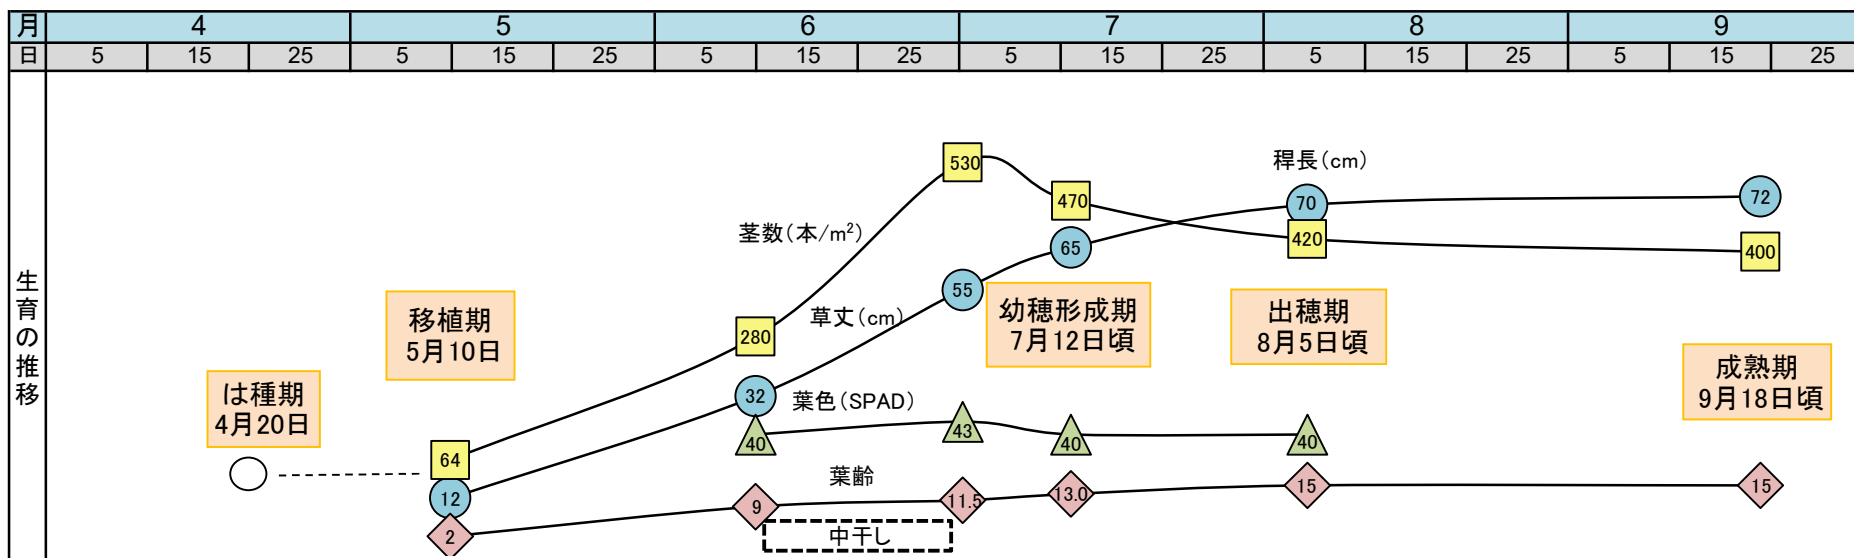 月 4 5 6 7 8 9
日 5 15 25 5 15 25 5 15 25 5 15 25 5 15 25 5 15 25
生育の推移
は種期
4月20日
移植期
5月10日
幼穂形成期
7月12日頃
出穂期
8月5日頃
成熟期
9月18日頃
茎数(本/m²)
64 280 530 470 420 400
草丈(cm)
稈長(cm)
12 32 55 65 70 72
葉色(SPAD)
40 43 40 40
葉齢
2 9 11.5 13.0 15 15
中干し